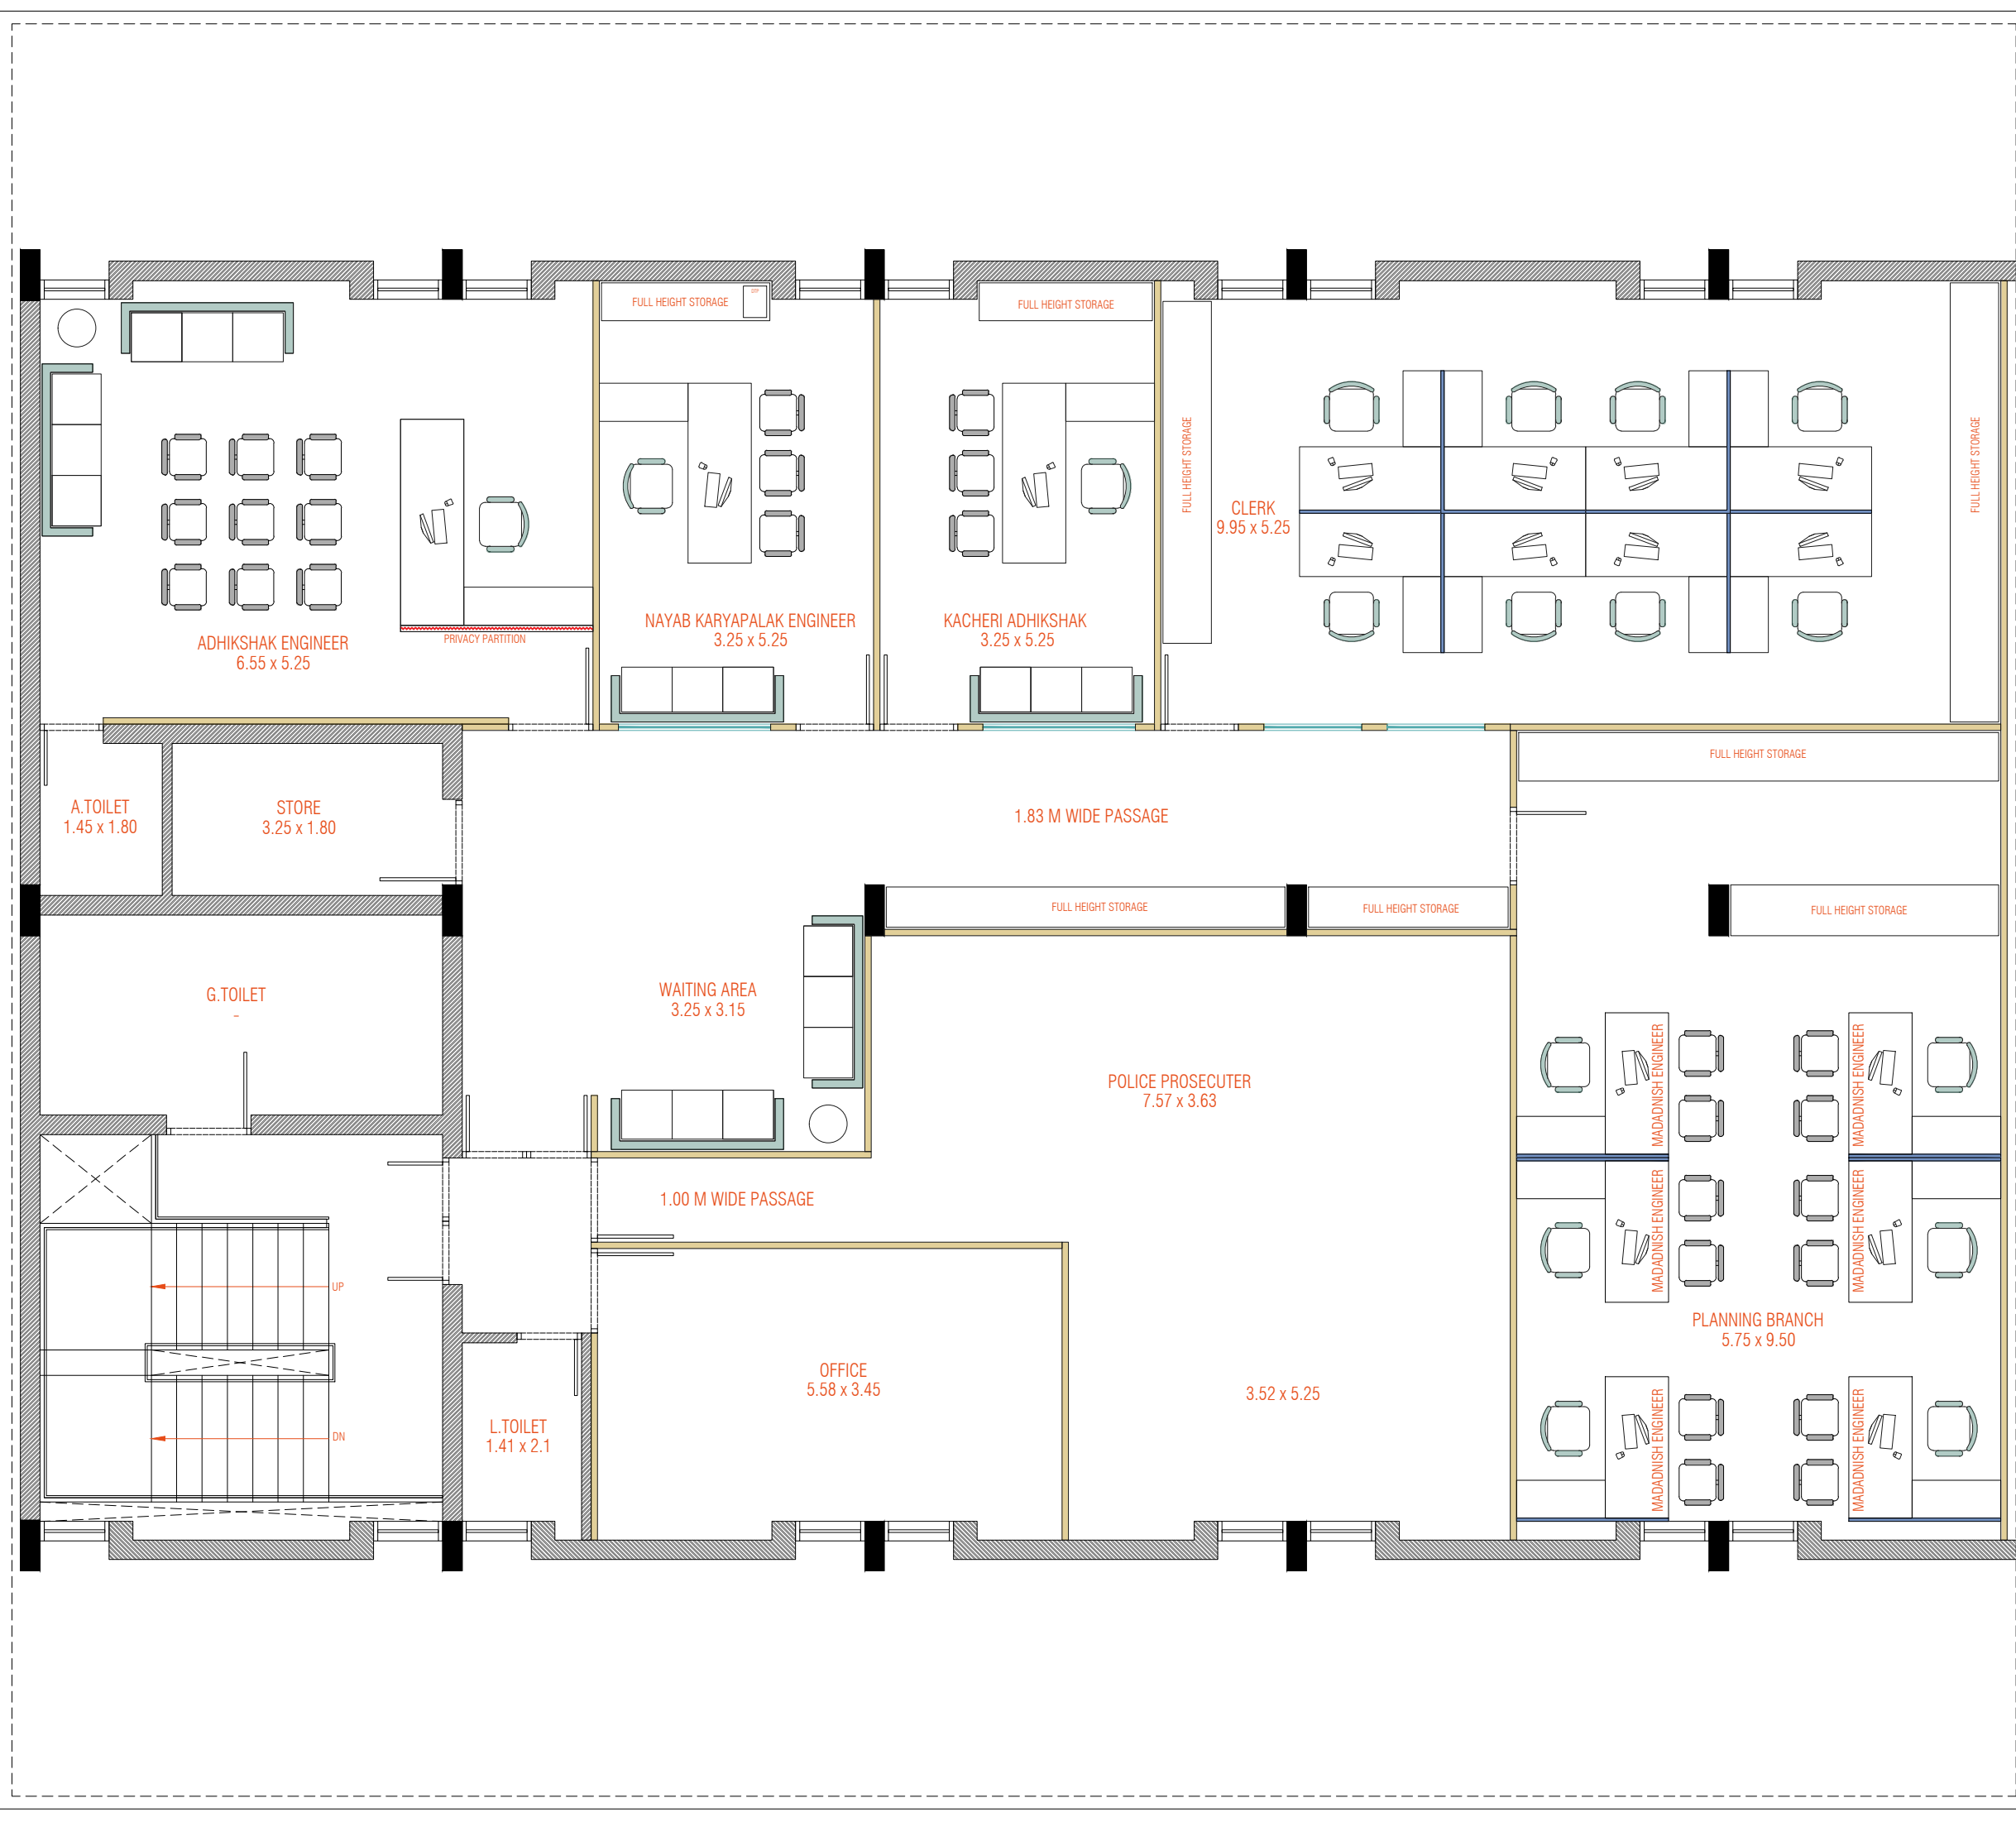 FULL HEIGHT STORAGE
FULL HEIGHT STORAGE
FULL HEIGHT STORAGE
FULL HEIGHT STORAGE
CLERK
9.95 x 5.25
ADHIKSHAK ENGINEER
6.55 x 5.25
PRIVACY PARTITION
NAYAB KARYAPALAK ENGINEER
3.25 x 5.25
KACHERI ADHIKSHAK
3.25 x 5.25
FULL HEIGHT STORAGE
A.TOILET
1.45 x 1.80
STORE
3.25 x 1.80
1.83 M WIDE PASSAGE
FULL HEIGHT STORAGE
FULL HEIGHT STORAGE
FULL HEIGHT STORAGE
G.TOILET
-
WAITING AREA
3.25 x 3.15
POLICE PROSECUTER
7.57 x 3.63
MADADNISH ENGINEER
MADADNISH ENGINEER
1.00 M WIDE PASSAGE
MADADNISH ENGINEER
MADADNISH ENGINEER
UP
PLANNING BRANCH
5.75 x 9.50
OFFICE
5.58 x 3.45
3.52 x 5.25
DN
L.TOILET
1.41 x 2.1
MADADNISH ENGINEER
MADADNISH ENGINEER